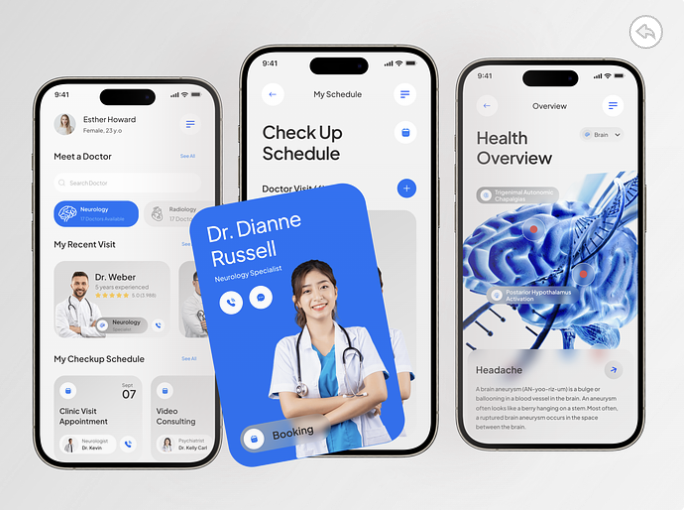 9:41
Esther Howard
Female, 23 y.o
Meet a Doctor
See All
Search Doctor
Neurology
17 Doctors Available
Radiology
17 Doctors
My Recent Visit
See
Dr. Weber
5 years experienced
Neurology
Specialist
My Checkup Schedule
See All
Sept
07
Clinic Visit
Appointment
Neurologist
Dr. Kevin
Video
Consulting
Psychiatrist
Dr. Kelly Carl
9:41
My Schedule
Check Up
Schedule
Doctor Visit
Dr. Dianne
Russell
Neurology Specialist
Booking
9:41
Overview
Health
Overview
Brain
Trigeminal Autonomic
Cephalgias
Posterior Hypothalamus
Activation
Headache
A brain aneurysm (AN-yoo-riz-um) is a bulge or
ballooning in a blood vessel in the brain. An aneurysm
often looks like a berry hanging on a stem.Most often,
a ruptured brain aneurysm occurs in the space
between the brain.